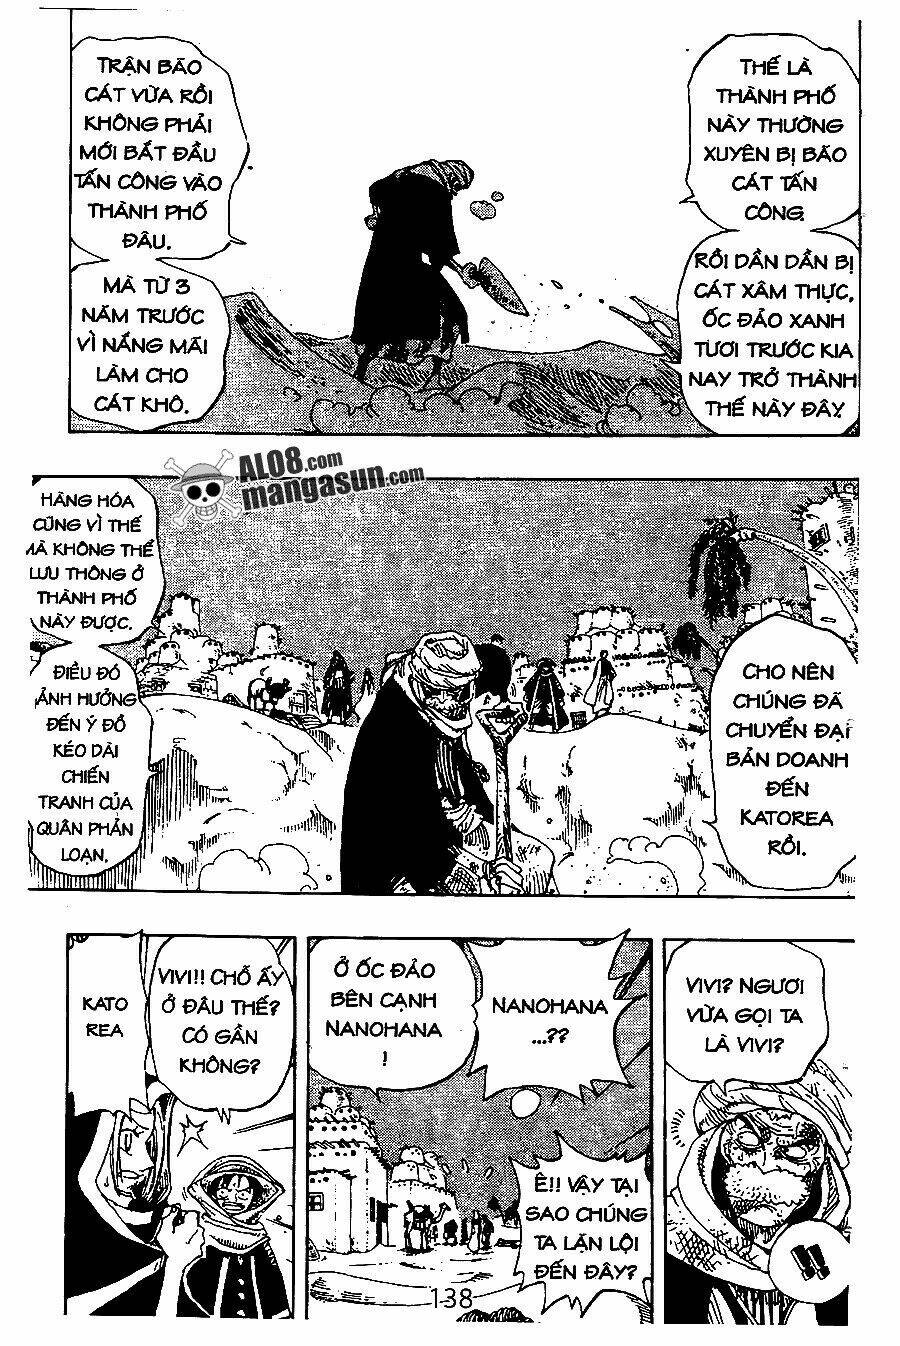 THẾ LÀ
THÀNH PHỐ
NÀY THƯỜNG
XUYÊN BỊ BÃO
CÁT TẤN
CÔNG.
RỒI DẦN DẦN BỊ
CÁT XÂM THỰC,
ỐC ĐẢO XANH
TƯƠI TRƯỚC KIA
NAY TRỞ THÀNH
THẾ NÀY ĐÂY.
TRẬN BÃO
CÁT VỪA RỒI
KHÔNG PHẢI
MỚI BẮT ĐẦU
TẤN CÔNG VÀO
THÀNH PHỐ
ĐÂU.
MÀ TỪ 3
NĂM TRƯỚC
VÌ NẮNG MÃI
LÀM CHO
CÁT KHÔ.
AL08.com
mangasun.com
CHO NÊN
CHÚNG ĐÃ
CHUYỂN ĐẠI
BẢN DOANH
ĐẾN
KATOREA
RỒI.
HÀNG HÓA
CŨNG VÌ THẾ
MÀ KHÔNG THỂ
LƯU THÔNG Ở
THÀNH PHỐ
NÀY ĐƯỢC.
ĐIỀU ĐÓ
ẢNH HƯỞNG
ĐẾN Ý ĐỒ
KÉO DÀI
CHIẾN
TRANH CỦA
QUÂN PHẢN
LOẠN.
VIVI? NGƯƠI
VỪA GỌI TA
LÀ VIVI?
!!
NANOHANA
...??
Ở ỐC ĐẢO
BÊN CẠNH
NANOHANA
!
Ê!! VẬY TẠI
SAO CHÚNG
TA LẶN LỘI
ĐẾN ĐÂY?
VIVI!! CHỖ ẤY
Ở ĐÂU THẾ?
CÓ GẦN
KHÔNG?
KATO
REA
138